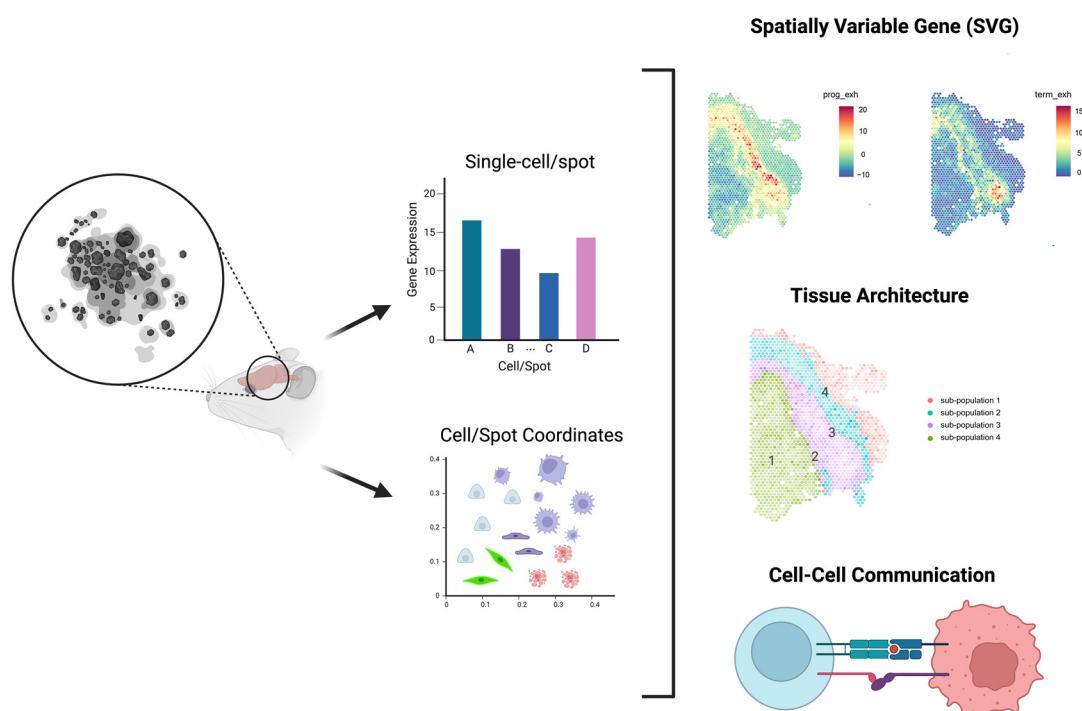 Spatially Variable Gene (SVG)
prog_exh
20
10
0
−10
term_exh
15
10
5
0
Single-cell/spot
Gene Expression
20
15
10
5
0
A B ... C D
Cell/Spot
Tissue Architecture
4
3
2
1
sub-population 1
sub-population 2
sub-population 3
sub-population 4
Cell/Spot Coordinates
0.4
0.3
0.2
0.1
0
0 0.1 0.2 0.3 0.4
Cell-Cell Communication